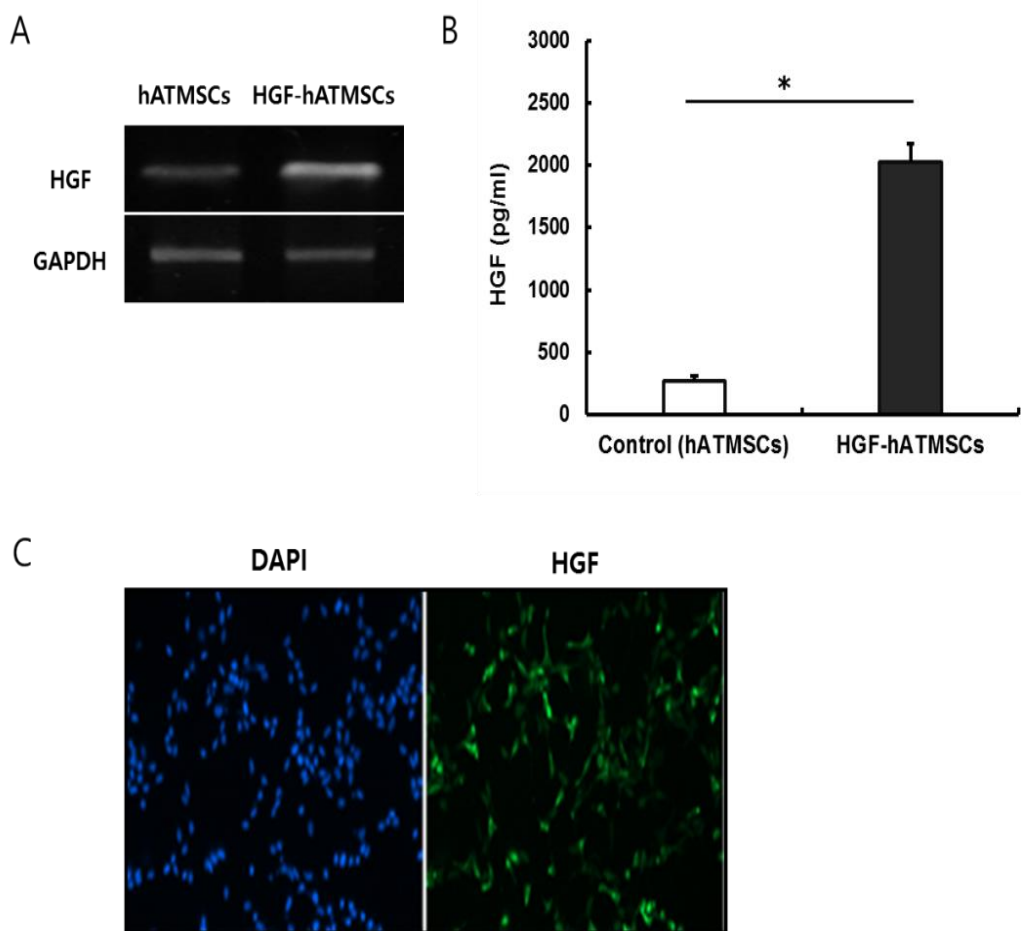 A
hATMSCs HGF-hATMSCs
HGF
GAPDH
B
3000
2500
2000
1500
1000
500
0
HGF (pg/ml)
*
Control (hATMSCs) HGF-hATMSCs
C
DAPI HGF